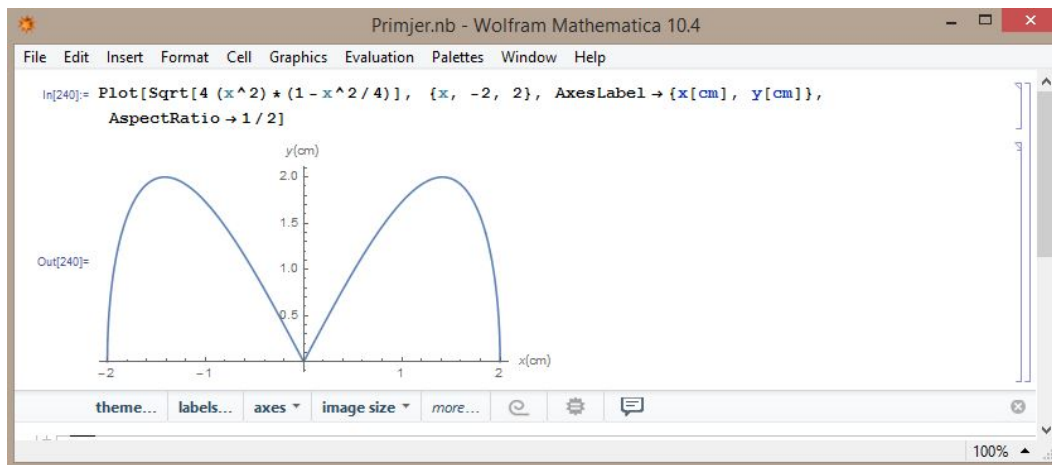 Primjer.nb - Wolfram Mathematica 10.4
File Edit Insert Format Cell Graphics Evaluation Palettes Window Help
In[240]:= Plot[Sqrt[4 (x^2) * (1 - x^2 / 4)], {x, -2, 2}, AxesLabel → {x[cm], y[cm]},
AspectRatio → 1 / 2]
y(cm)
2.0
1.5
Out[240]=
1.0
0.5
x(cm)
-2 -1 1 2
theme... labels... axes image size more...
100%